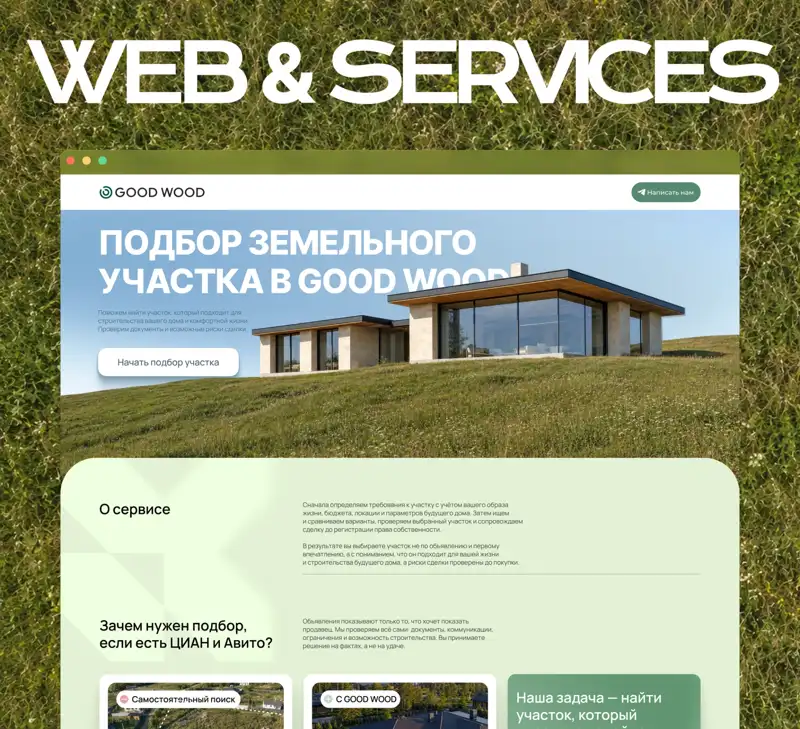 WEB & SERVICES
GOOD WOOD
Написать нам
ПОДБОР ЗЕМЕЛЬНОГО
УЧАСТКА В GOOD WOOD
Поможем найти участок, который подходит для
строительства вашего дома и комфортной жизни.
Проверим документы и возможные риски сделки.
Начать подбор участка
О сервисе
Сначала определяем требования к участку с учётом вашего образа
жизни, бюджета, локации и параметров будущего дома. Затем ищем
и сравниваем варианты, проверяем выбранный участок и сопровождаем
сделку до регистрации права собственности.
В результате вы выбираете участок не по объявлению и первому
впечатлению, а с пониманием, что он подходит для вашей жизни
и строительства будущего дома, а риски сделки проверены до покупки.
Зачем нужен подбор,
если есть ЦИАН и Авито?
Объявления показывают только то, что хочет показать
продавец. Мы проверяем всё сами: документы, коммуникации,
ограничения и возможность строительства. Вы принимаете
решение на фактах, а не на удаче.
Самостоятельный поиск
С GOOD WOOD
Наша задача — найти
участок, который